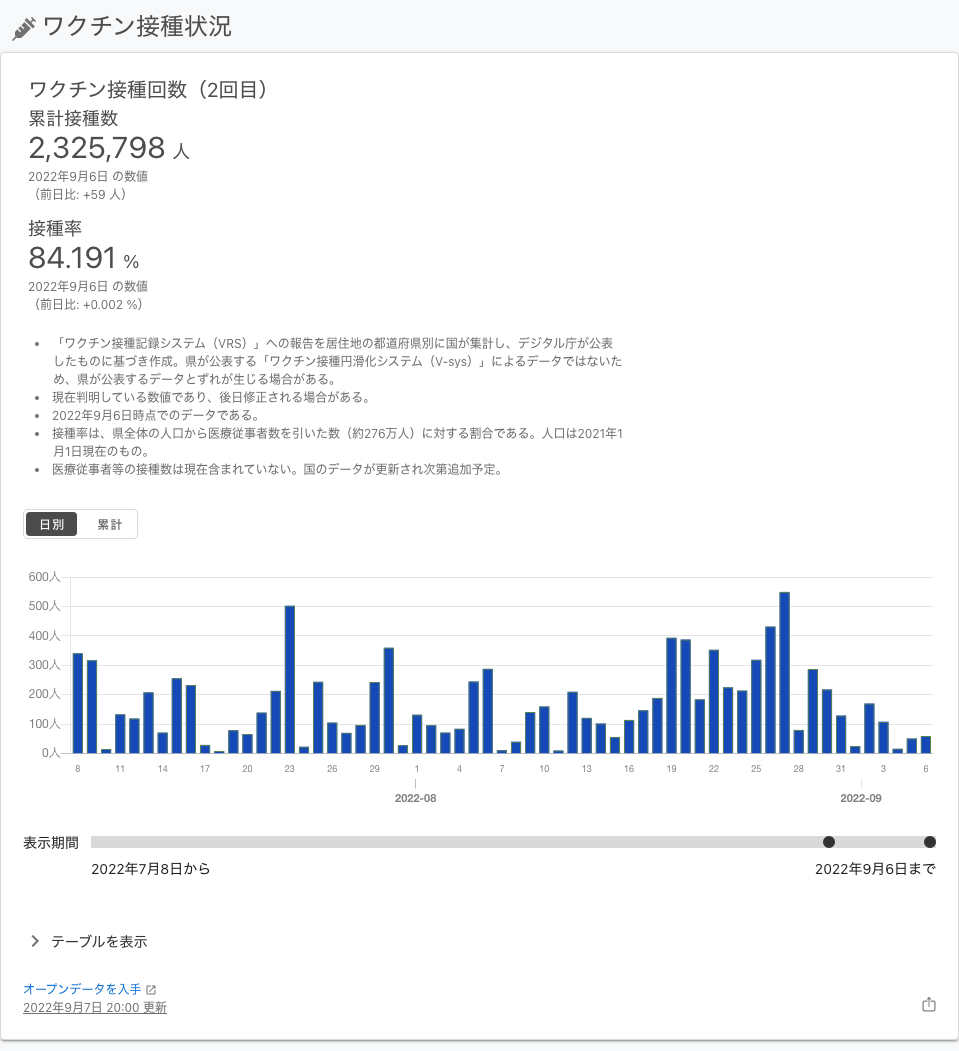 ワクチン接種状況
ワクチン接種回数（2回目）
累計接種数
2,325,798 人
2022年9月6日 の数値
（前日比: +59 人）
接種率
84.191 %
2022年9月6日 の数値
（前日比: +0.002 %）
• 「ワクチン接種記録システム（VRS）」への報告を居住地の都道府県別に国が集計し、デジタル庁が公表
したものに基づき作成。県が公表する「ワクチン接種円滑化システム（V-sys）」によるデータではないた
め、県が公表するデータとずれが生じる場合がある。
• 現在判明している数値であり、後日修正される場合がある。
• 2022年9月6日時点でのデータである。
• 接種率は、県全体の人口から医療従事者数を引いた数（約276万人）に対する割合である。人口は2021年1
月1日現在のもの。
• 医療従事者等の接種数は現在含まれていない。国のデータが更新され次第追加予定。
日別 累計
600人
500人
400人
300人
200人
100人
0人
8 11 14 17 20 23 26 29 1 4 7 10 13 16 19 22 25 28 31 3 6
2022-08 2022-09
表示期間
2022年7月8日から 2022年9月6日まで
テーブルを表示
オープンデータを入手
2022年9月7日 20:00 更新